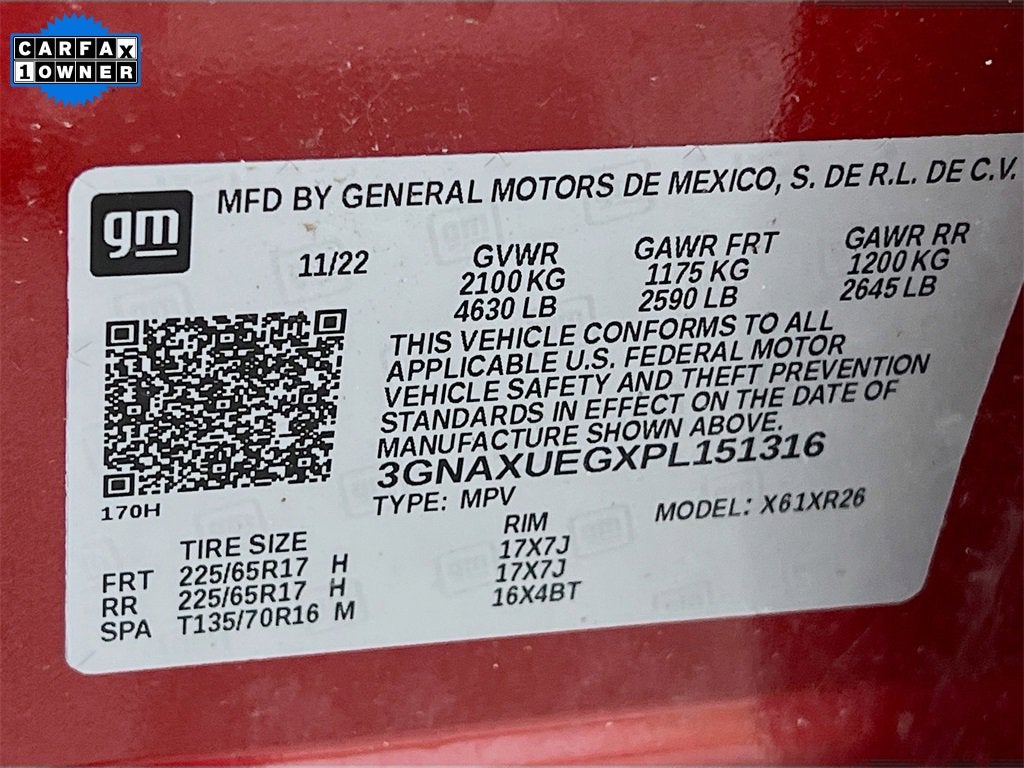 CARFAX
1 OWNER
gm
MFD BY GENERAL MOTORS DE MEXICO, S. DE R.L. DE C.V.
11/22
GVWR
2100 KG
4630 LB
GAWR FRT
1175 KG
2590 LB
GAWR RR
1200 KG
2645 LB
THIS VEHICLE CONFORMS TO ALL
APPLICABLE U.S. FEDERAL MOTOR
VEHICLE SAFETY AND THEFT PREVENTION
STANDARDS IN EFFECT ON THE DATE OF
MANUFACTURE SHOWN ABOVE.
3GNAXUEGXPL151316
TYPE: MPV
MODEL: X61XR26
170H
TIRE SIZE RIM
FRT 225/65R17 H 17X7J
RR 225/65R17 H 17X7J
SPA T135/70R16 M 16X4BT